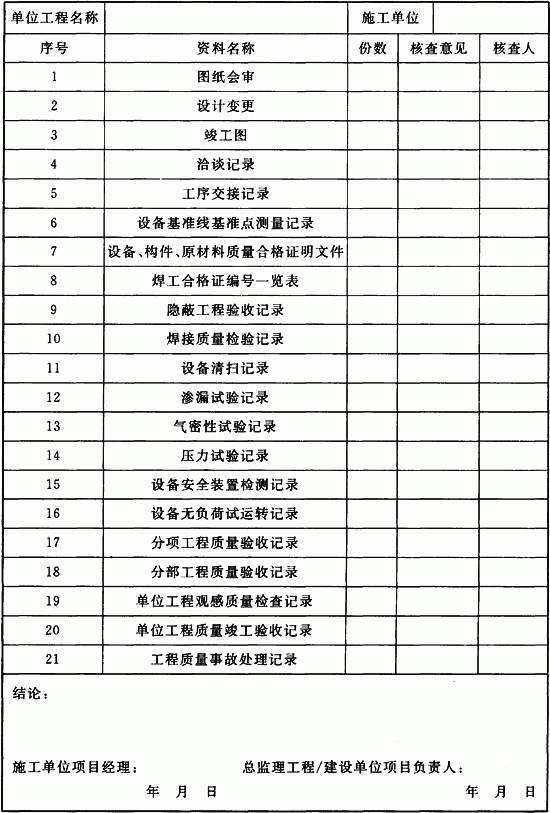 单位工程名称 施工单位
序号 资料名称 份数 核查意见 核查人
1 图纸会审
2 设计变更
3 竣工图
4 洽谈记录
5 工序交接记录
6 设备基准线基准点测量记录
7 设备、构件、原材料质量合格证明文件
8 焊工合格证编号一览表
9 隐蔽工程验收记录
10 焊接质量检验记录
11 设备清扫记录
12 渗漏试验记录
13 气密性试验记录
14 压力试验记录
15 设备安全装置检测记录
16 设备无负荷试运转记录
17 分项工程质量验收记录
18 分部工程质量验收记录
19 单位工程观感质量检查记录
20 单位工程质量竣工验收记录
21 工程质量事故处理记录
结论：
施工单位项目经理： 总监理工程/建设单位项目负责人：
年 月 日 年 月 日